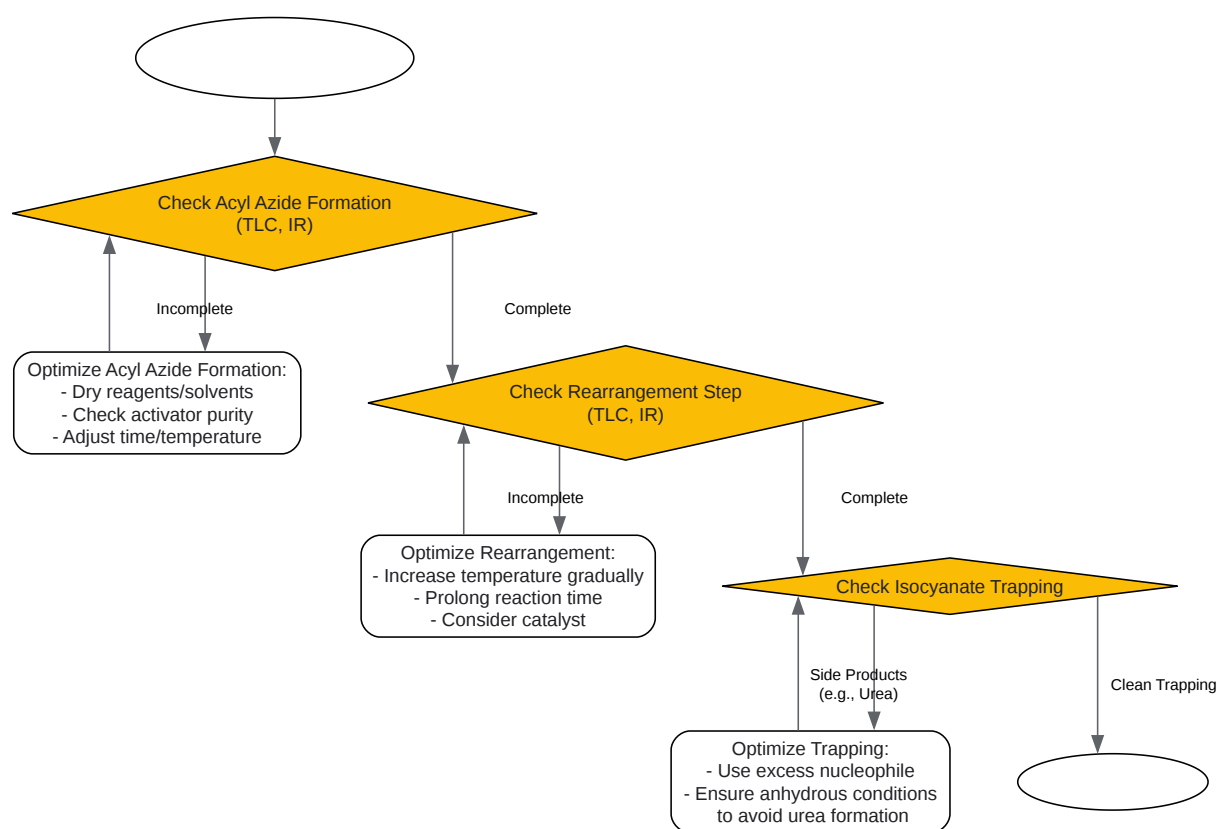 Check Acyl Azide Formation
(TLC, IR)
Incomplete
Complete
Optimize Acyl Azide Formation:
- Dry reagents/solvents
- Check activator purity
- Adjust time/temperature
Check Rearrangement Step
(TLC, IR)
Incomplete
Complete
Optimize Rearrangement:
- Increase temperature gradually
- Prolong reaction time
- Consider catalyst
Check Isocyanate Trapping
Side Products
(e.g., Urea)
Clean Trapping
Optimize Trapping:
- Use excess nucleophile
- Ensure anhydrous conditions
to avoid urea formation